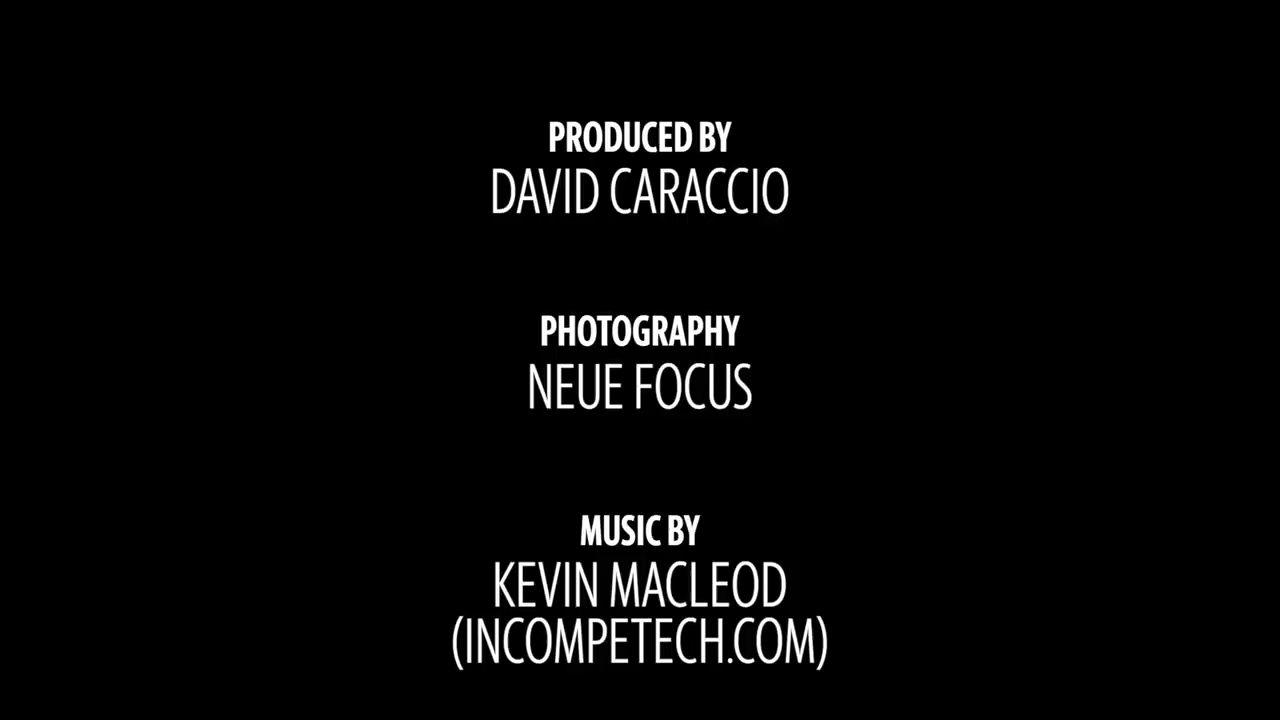 PRODUCED BY
DAVID CARACCIO
PHOTOGRAPHY
NEUE FOCUS
MUSIC BY
KEVIN MACLEOD
(INCOMPETECH.COM)